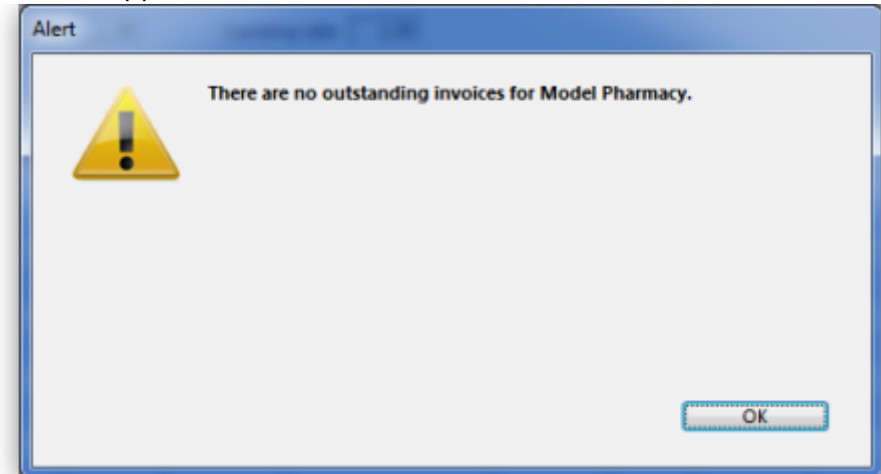 Alert
There are no outstanding invoices for Model Pharmacy.
OK